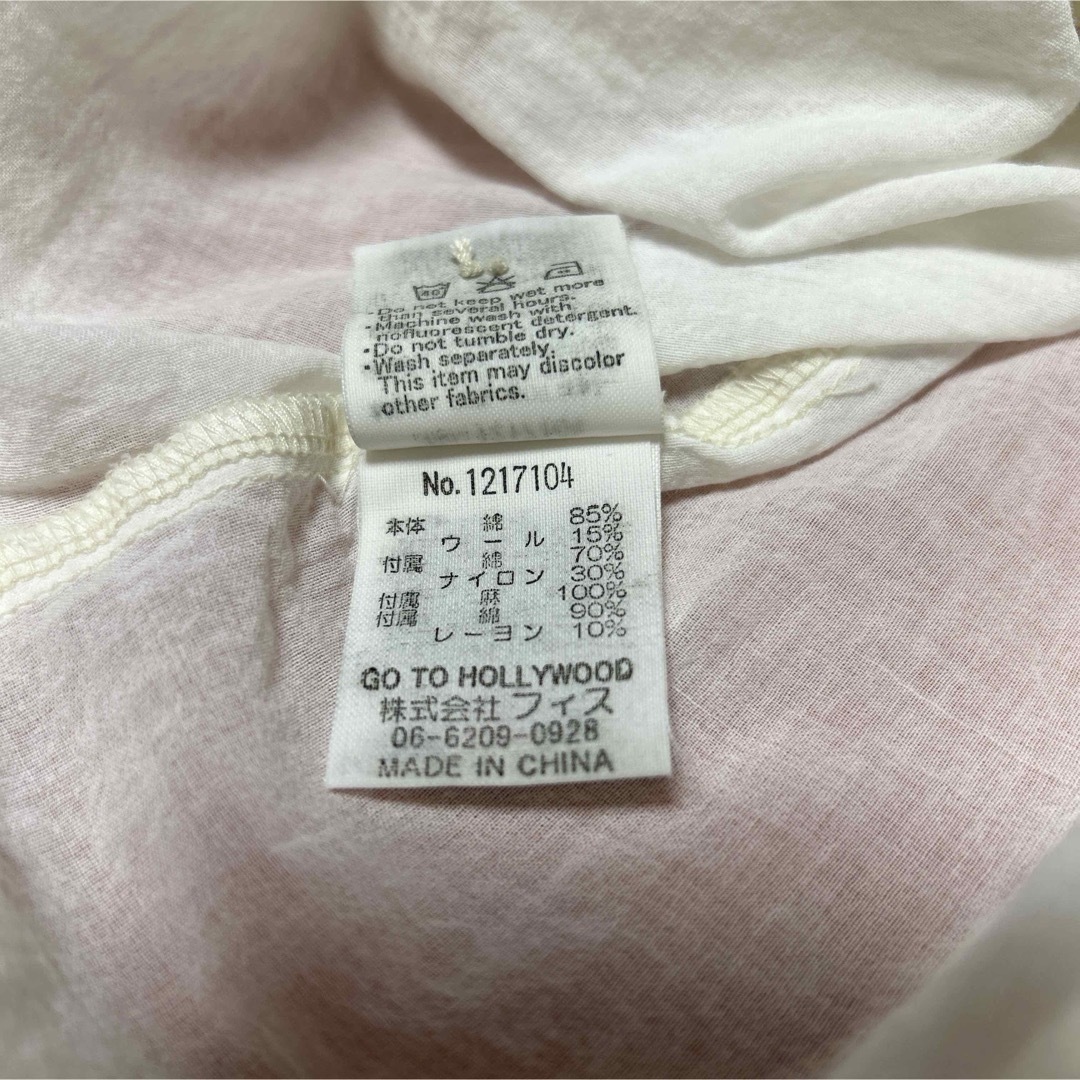 40
·Do not keep wet more
than several hours.
·Machine wash with
nofluorescent detergent.
·Do not tumble dry.
·Wash separately.
This item may discolor
other fabrics.
No.1217104
本体 綿 85%
ウール 15%
付属 綿 70%
ナイロン 30%
付属 麻 100%
付属 綿 90%
レーヨン 10%
GO TO HOLLYWOOD
株式会社 フィス
06-6209-0928
MADE IN CHINA